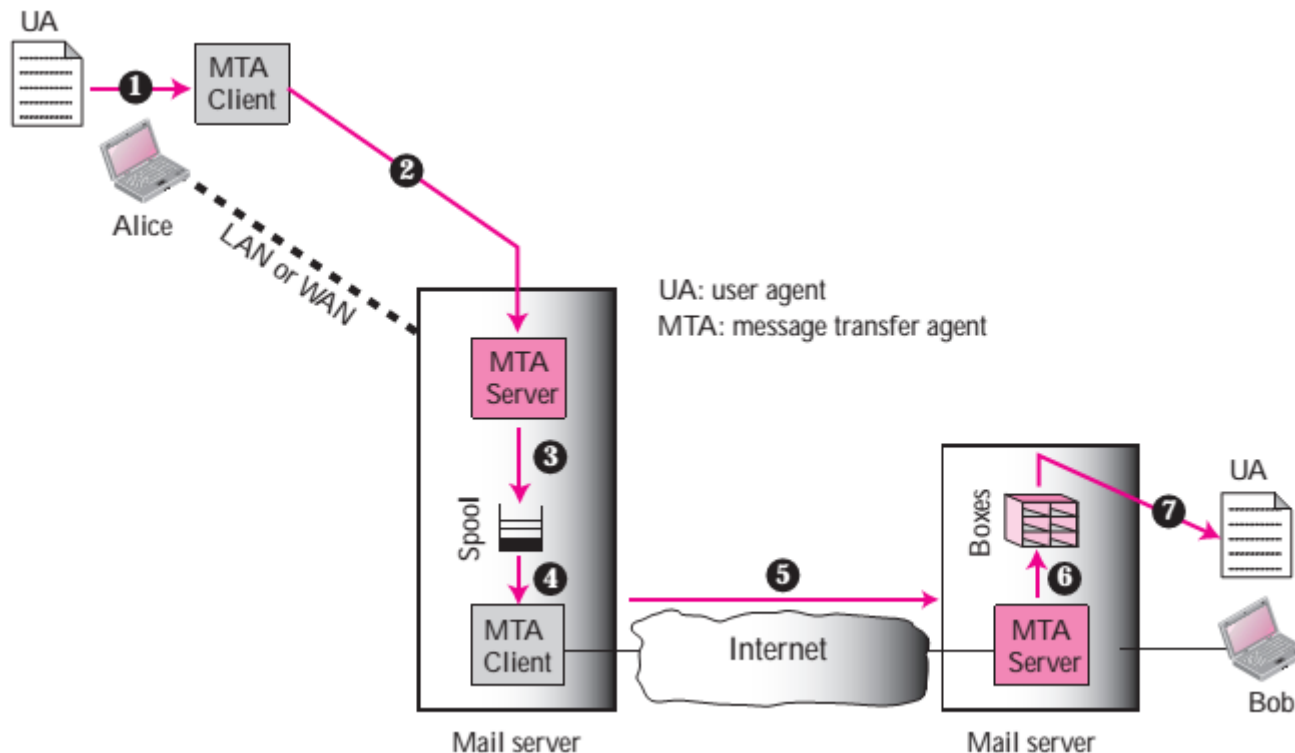 UA
1
MTA
Client
2
Alice
LAN or WAN
UA: user agent
MTA: message transfer agent
MTA
Server
3
Spool
4
MTA
Client
5
Internet
Boxes
6
MTA
Server
7
UA
Bob
Mail server
Mail server